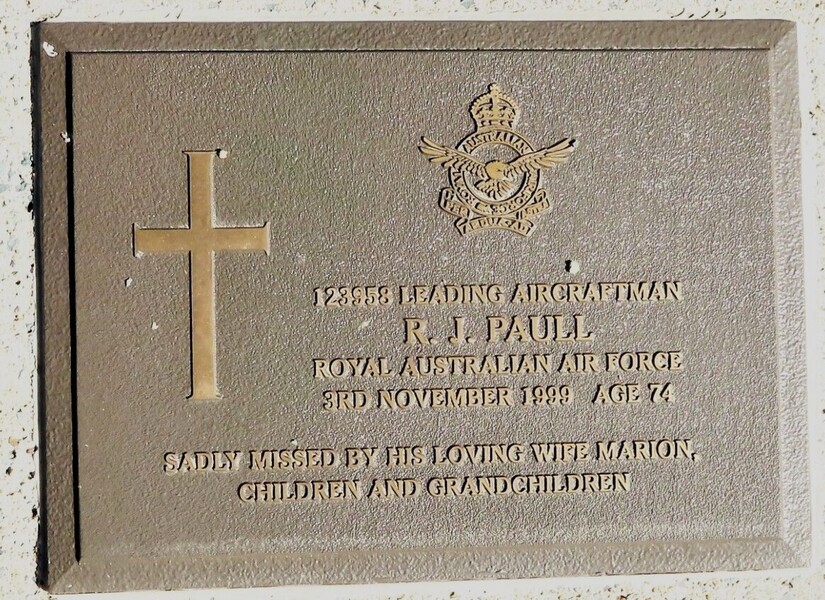 AUSTRALIAN
123958 LEADING AIRCRAFTMAN
R. J. PAULL
ROYAL AUSTRALIAN AIR FORCE
3RD NOVEMBER 1999 AGE 74
SADLY MISSED BY HIS LOVING WIFE MARION,
CHILDREN AND GRANDCHILDREN